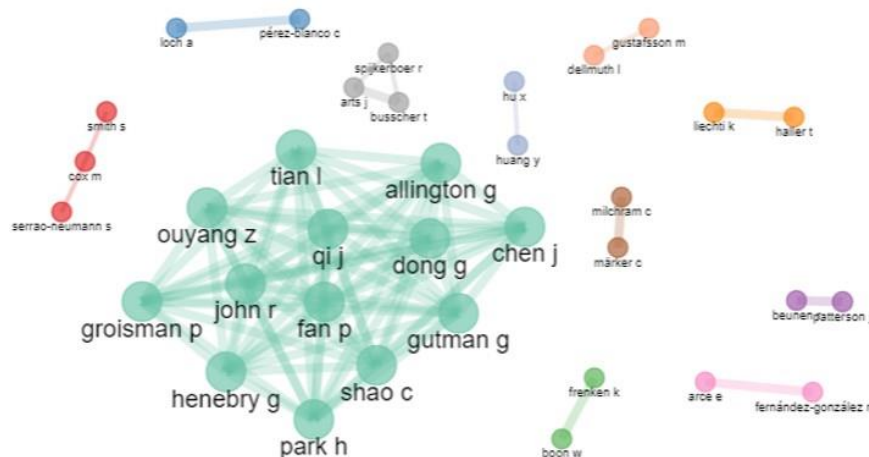 gustafsson m
pérez-blanco c
loch a
spijkerboer r
dellmuth l
hu x
arts j
busscher t
smith s
liechti k
haller t
huang y
cox m
tian l
allington g
milchram c
serrao-neumann s
ouyang z
qi j
dong g
chen j
märker c
john r
fan p
groisman p
gutman g
beunen
patterson
henebry g
shao c
frenken k
arce e
fernández-gonzález
park h
boon w